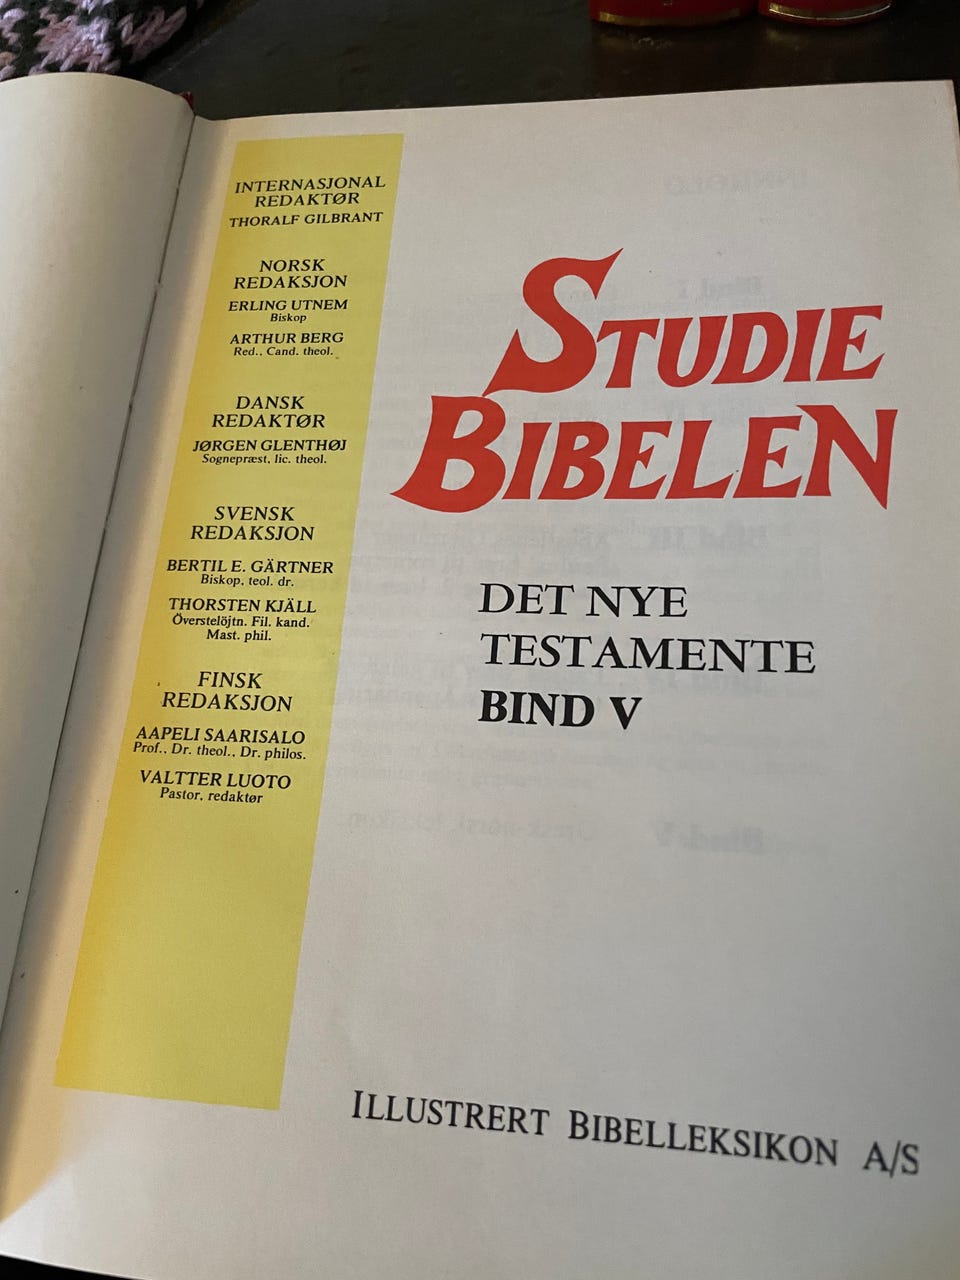 INTERNASJONAL
REDAKTØR
THORALF GILBRANT
NORSK
REDAKSJON
ERLING UTNEM
Biskop
ARTHUR BERG
Red., Cand. theol.
DANSK
REDAKTØR
JØRGEN GLENTHØJ
Sognepræst, lic. theol.
SVENSK
REDAKSJON
BERTIL E. GÄRTNER
Biskop, teol. dr.
THORSTEN KJÄLL
Överstelöjtn. Fil. kand.
Mast. phil.
FINSK
REDAKSJON
AAPELI SAARISALO
Prof., Dr. theol., Dr. philos.
VALTTER LUOTO
Pastor, redaktør
STUDIE
BIBELEN
DET NYE
TESTAMENTE
BIND V
ILLUSTRERT BIBELLEKSIKON A/S